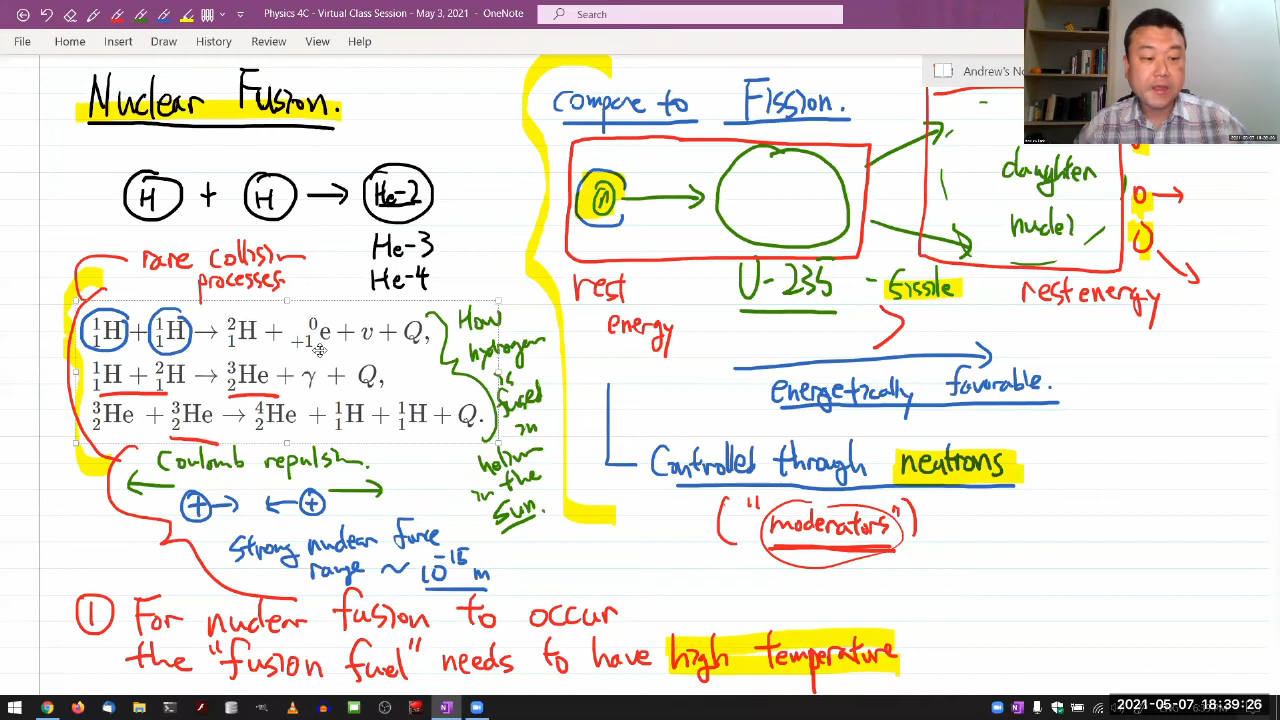 Physics 4C - Virtual Class Session - May 3, 2021 - OneNote
Search
File Home Insert Draw History Review View Help
Andrew's No
Nuclear Fusion.
H + H → He-2
He-3
He-4
rare collision
processes
¹₁H + ¹₁H → ²₁H + ⁰₊₁e + v + Q,
¹₁H + ²₁H → ³₂He + γ + Q,
³₂He + ³₂He → ⁴₂He + ¹₁H + ¹₁H + Q.
How
hydrogen
is
fused
in
helium
in the
sun.
Coulomb repulsion.
+ +
strong nuclear force
range ~ 10⁻¹⁵ m
① For nuclear fusion to occur
the "fusion fuel" needs to have high temperature
compare to Fission.
n
daughter
nuclei
U-235 - fissile
rest
energy
>
rest energy
energetically favorable.
Controlled through neutrons
("moderators")
2021-05-07 18:39:26